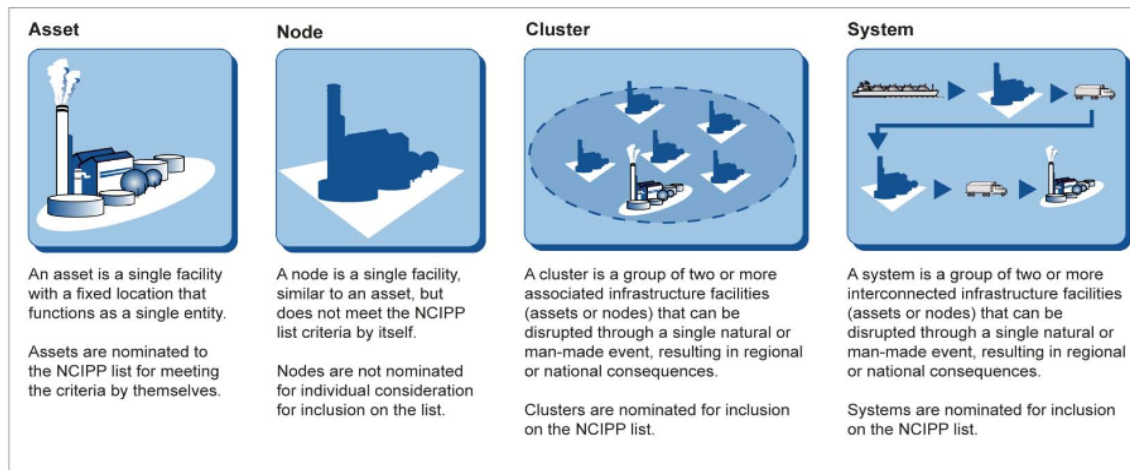 Asset
An asset is a single facility
with a fixed location that
functions as a single entity.
Assets are nominated to
the NCIPP list for meeting
the criteria by themselves.
Node
A node is a single facility,
similar to an asset, but
does not meet the NCIPP
list criteria by itself.
Nodes are not nominated
for individual consideration
for inclusion on the list.
Cluster
A cluster is a group of two or more
associated infrastructure facilities
(assets or nodes) that can be
disrupted through a single natural or
man-made event, resulting in regional
or national consequences.
Clusters are nominated for inclusion
on the NCIPP list.
System
A system is a group of two or more
interconnected infrastructure facilities
(assets or nodes) that can be
disrupted through a single natural or
man-made event, resulting in regional
or national consequences.
Systems are nominated for inclusion
on the NCIPP list.